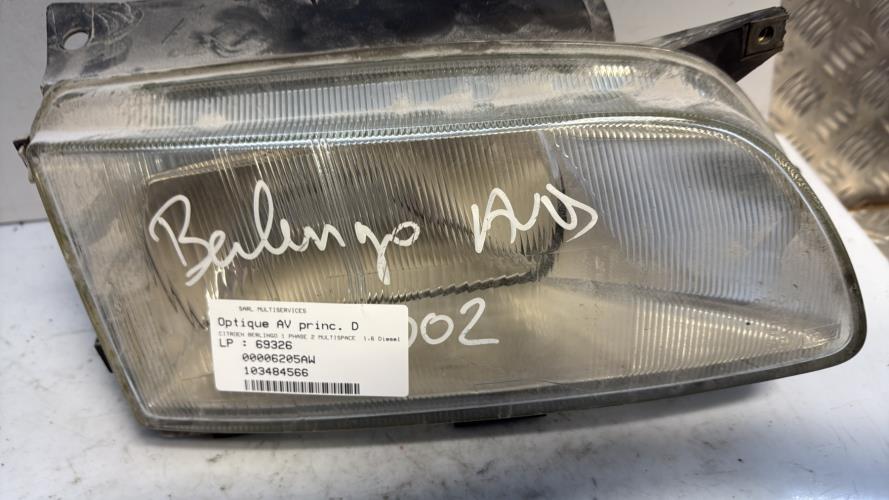 Berlingo AVD
002
SARL MULTISERVICES
Optique AV princ. D
CITROEN BERLINGO 1 PHASE 2 MULTISPACE 1.6 Diesel
LP : 69326
00006205AW
103484566